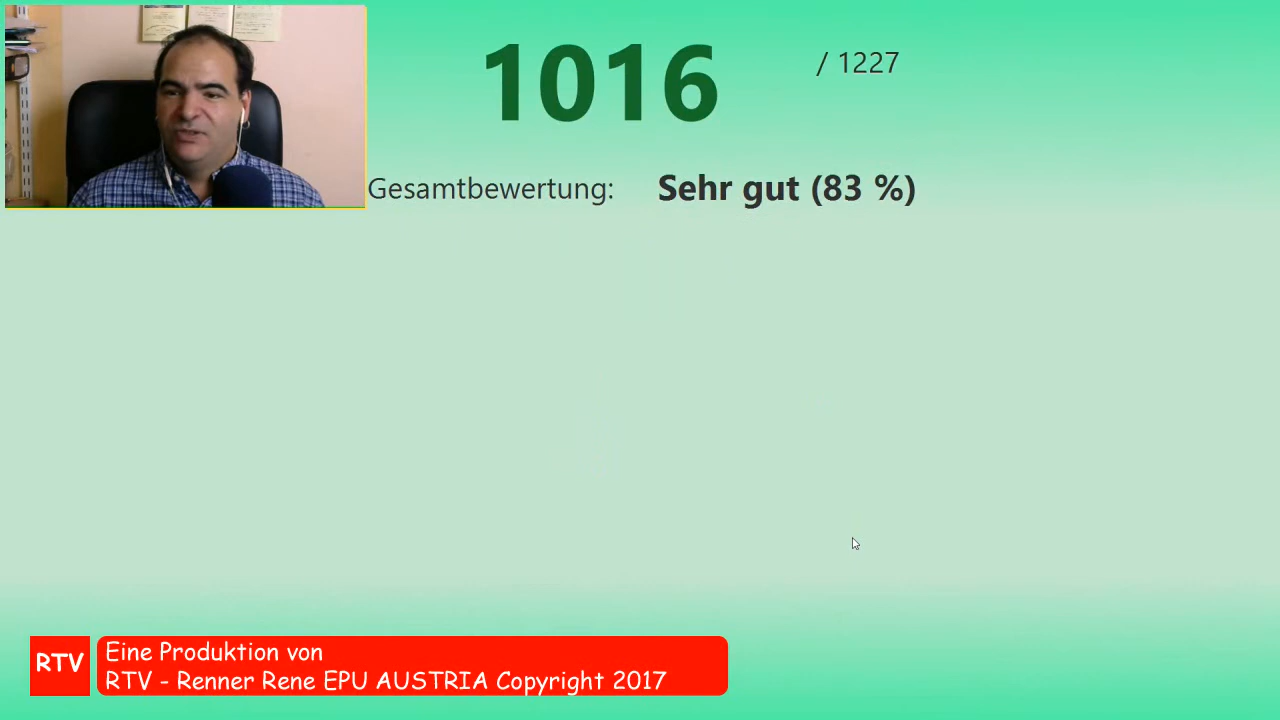 1016
/ 1227
Gesamtbewertung:
Sehr gut (83 %)
RTV
Eine Produktion von
RTV - Renner Rene EPU AUSTRIA Copyright 2017